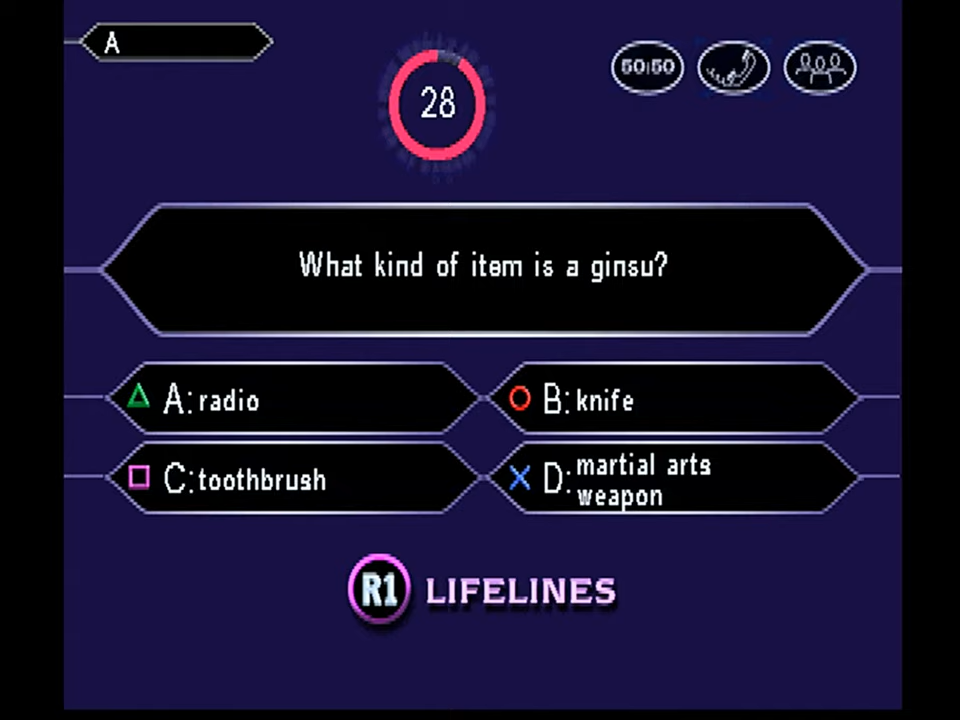 A
28
50:50
What kind of item is a ginsu?
A: radio
B: knife
C: toothbrush
D: martial arts
weapon
R1 LIFELINES